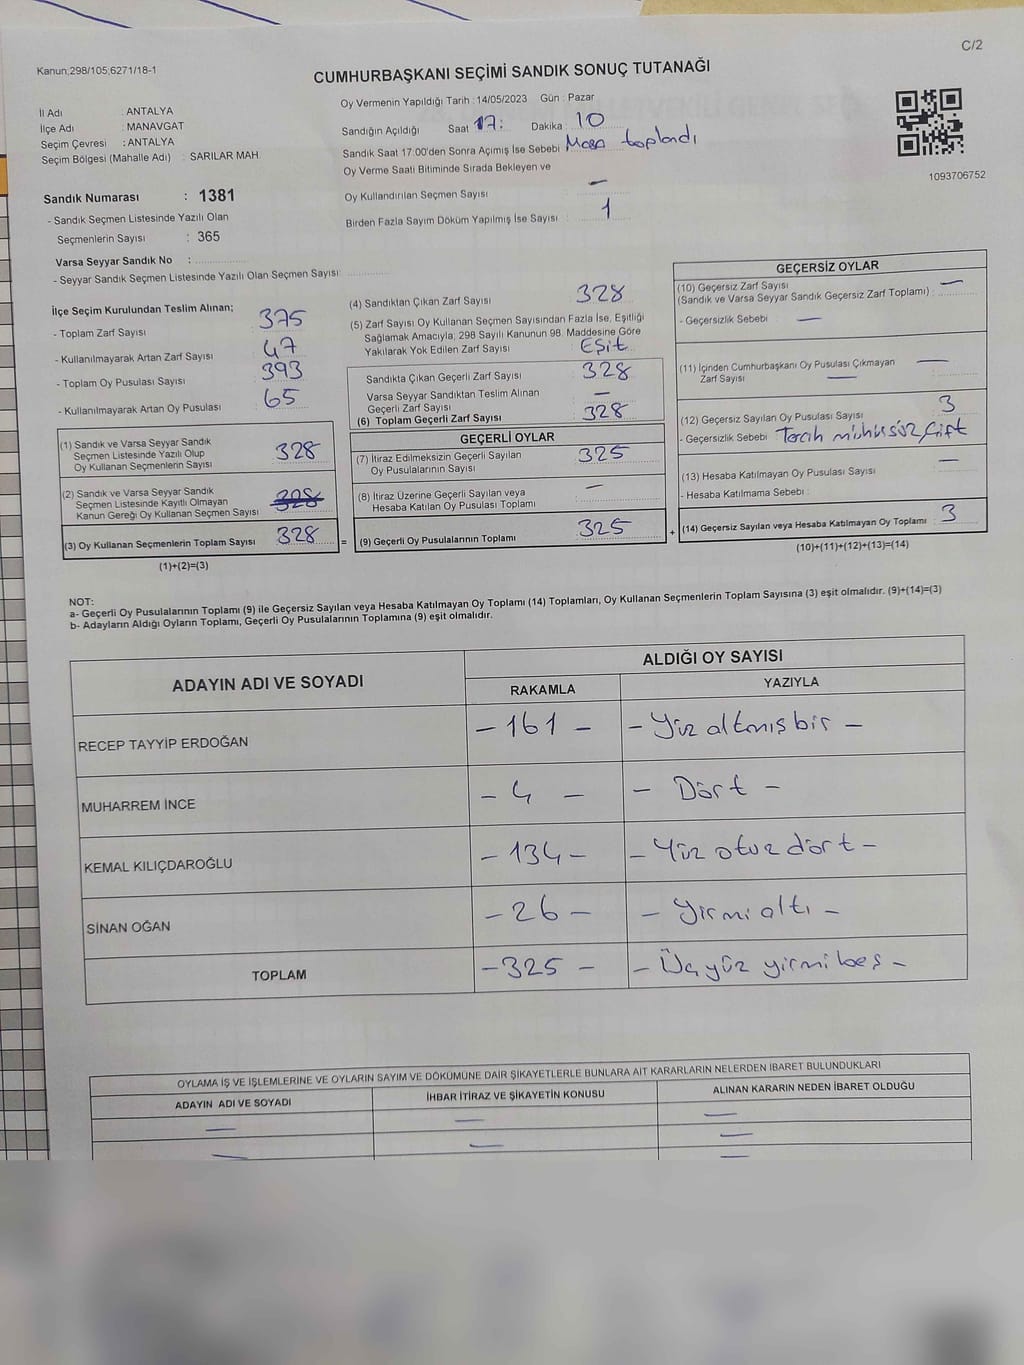 C/2
Kanun;298/105;6271/18-1
CUMHURBAŞKANI SEÇİMİ SANDIK SONUÇ TUTANAĞI
İl Adı : ANTALYA
İlçe Adı : MANAVGAT
Seçim Çevresi : ANTALYA
Seçim Bölgesi (Mahalle Adı) : SARILAR MAH
Oy Vermenin Yapıldığı Tarih : 14/05/2023 Gün : Pazar
Sandığın Açıldığı Saat 17: Dakika 10
Sandık Saat 17:00'den Sonra Açımış İse Sebebi Masa toplandı
Oy Verme Saati Bitiminde Sırada Bekleyen ve
Oy Kullandırılan Seçmen Sayısı : —
Birden Fazla Sayım Döküm Yapılmış İse Sayısı : 1
1093706752
Sandık Numarası : 1381
- Sandık Seçmen Listesinde Yazılı Olan
Seçmenlerin Sayısı : 365
Varsa Seyyar Sandık No :
- Seyyar Sandık Seçmen Listesinde Yazılı Olan Seçmen Sayısı:
İlçe Seçim Kurulundan Teslim Alınan;
- Toplam Zarf Sayısı : 375
- Kullanılmayarak Artan Zarf Sayısı : 47
- Toplam Oy Pusulası Sayısı : 393
- Kullanılmayarak Artan Oy Pusulası : 65
(1) Sandık ve Varsa Seyyar Sandık
Seçmen Listesinde Yazılı Olup
Oy Kullanan Seçmenlerin Sayısı : 328
(2) Sandık ve Varsa Seyyar Sandık
Seçmen Listesinde Kayıtlı Olmayan
Kanun Gereği Oy Kullanan Seçmen Sayısı : 328
(3) Oy Kullanan Seçmenlerin Toplam Sayısı : 328 =
(1)+(2)=(3)
(4) Sandıktan Çıkan Zarf Sayısı : 328
(5) Zarf Sayısı Oy Kullanan Seçmen Sayısından Fazla İse, Eşitliği
Sağlamak Amacıyla; 298 Sayılı Kanunun 98. Maddesine Göre
Yakılarak Yok Edilen Zarf Sayısı : Eşit
Sandıkta Çıkan Geçerli Zarf Sayısı : 328
Varsa Seyyar Sandıktan Teslim Alınan
Geçerli Zarf Sayısı : —
(6) Toplam Geçerli Zarf Sayısı : 328
GEÇERLİ OYLAR
(7) İtiraz Edilmeksizin Geçerli Sayılan
Oy Pusulalarının Sayısı : 325
(8) İtiraz Üzerine Geçerli Sayılan veya
Hesaba Katılan Oy Pusulası Toplamı : —
(9) Geçerli Oy Pusulalarının Toplamı : 325 +
GEÇERSİZ OYLAR
(10) Geçersiz Zarf Sayısı
(Sandık ve Varsa Seyyar Sandık Geçersiz Zarf Toplamı) : —
- Geçersizlik Sebebi : —
(11) İçinden Cumhurbaşkanı Oy Pusulası Çıkmayan
Zarf Sayısı : —
(12) Geçersiz Sayılan Oy Pusulası Sayısı : 3
- Geçersizlik Sebebi : Tercih mühürsüz, Çift
(13) Hesaba Katılmayan Oy Pusulası Sayısı : —
- Hesaba Katılmama Sebebi :
(14) Geçersiz Sayılan veya Hesaba Katılmayan Oy Toplamı : 3
(10)+(11)+(12)+(13)=(14)
NOT:
a- Geçerli Oy Pusulalarının Toplamı (9) ile Geçersiz Sayılan veya Hesaba Katılmayan Oy Toplamı (14) Toplamları, Oy Kullanan Seçmenlerin Toplam Sayısına (3) eşit olmalıdır. (9)+(14)=(3)
b- Adayların Aldığı Oyların Toplamı, Geçerli Oy Pusulalarının Toplamına (9) eşit olmalıdır.
ADAYIN ADI VE SOYADI ALDIĞI OY SAYISI
RAKAMLA YAZIYLA
RECEP TAYYİP ERDOĞAN – 161 – – Yüz altmış bir –
MUHARREM İNCE – 4 – – Dört –
KEMAL KILIÇDAROĞLU – 134 – – Yüz otuz dört –
SİNAN OĞAN – 26 – – Yirmi altı –
TOPLAM – 325 – – Üç yüz yirmi beş –
OYLAMA İŞ VE İŞLEMLERİNE VE OYLARIN SAYIM VE DÖKÜMÜNE DAİR ŞİKAYETLERLE BUNLARA AİT KARARLARIN NELERDEN İBARET BULUNDUKLARI
ADAYIN ADI VE SOYADI İHBAR İTİRAZ VE ŞİKAYETİN KONUSU ALINAN KARARIN NEDEN İBARET OLDUĞU